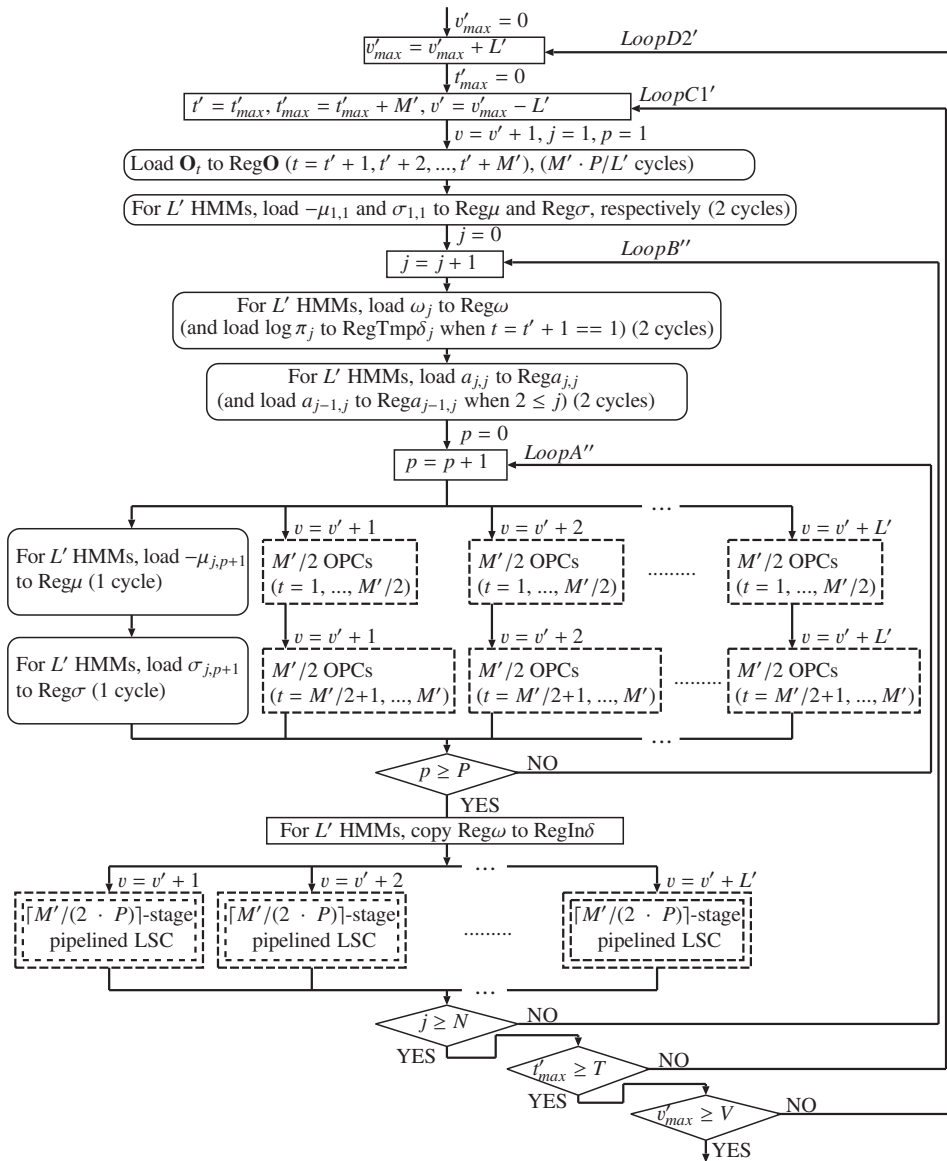 v′max = 0
v′max = v′max + L′
LoopD2′
t′max = 0
t′ = t′max, t′max = t′max + M′, v′ = v′max − L′
LoopC1′
v = v′ + 1, j = 1, p = 1
Load Ot to RegO (t = t′ + 1, t′ + 2, ..., t′ + M′), (M′ · P/L′ cycles)
For L′ HMMs, load −μ1,1 and σ1,1 to Regμ and Regσ, respectively (2 cycles)
j = 0
j = j + 1
LoopB′′
For L′ HMMs, load ωj to Regω
(and load log πj to RegTmpδj when t = t′ + 1 == 1) (2 cycles)
For L′ HMMs, load aj,j to Regaj,j
(and load aj−1,j to Regaj−1,j when 2 ≤ j) (2 cycles)
p = 0
p = p + 1
LoopA′′
...
For L′ HMMs, load −μj,p+1
to Regμ (1 cycle)
v = v′ + 1
M′/2 OPCs
(t = 1, ..., M′/2)
v = v′ + 2
M′/2 OPCs
(t = 1, ..., M′/2)
.........
v = v′ + L′
M′/2 OPCs
(t = 1, ..., M′/2)
For L′ HMMs, load σj,p+1
to Regσ (1 cycle)
v = v′ + 1
M′/2 OPCs
(t = M′/2+1, ..., M′)
v = v′ + 2
M′/2 OPCs
(t = M′/2+1, ..., M′)
.........
v = v′ + L′
M′/2 OPCs
(t = M′/2+1, ..., M′)
...
p ≥ P
NO
YES
For L′ HMMs, copy Regω to RegInδ
...
v = v′ + 1
⌈M′/(2 · P)⌉-stage
pipelined LSC
v = v′ + 2
⌈M′/(2 · P)⌉-stage
pipelined LSC
.........
v = v′ + L′
⌈M′/(2 · P)⌉-stage
pipelined LSC
...
j ≥ N
NO
YES
t′max ≥ T
NO
YES
v′max ≥ V
NO
YES